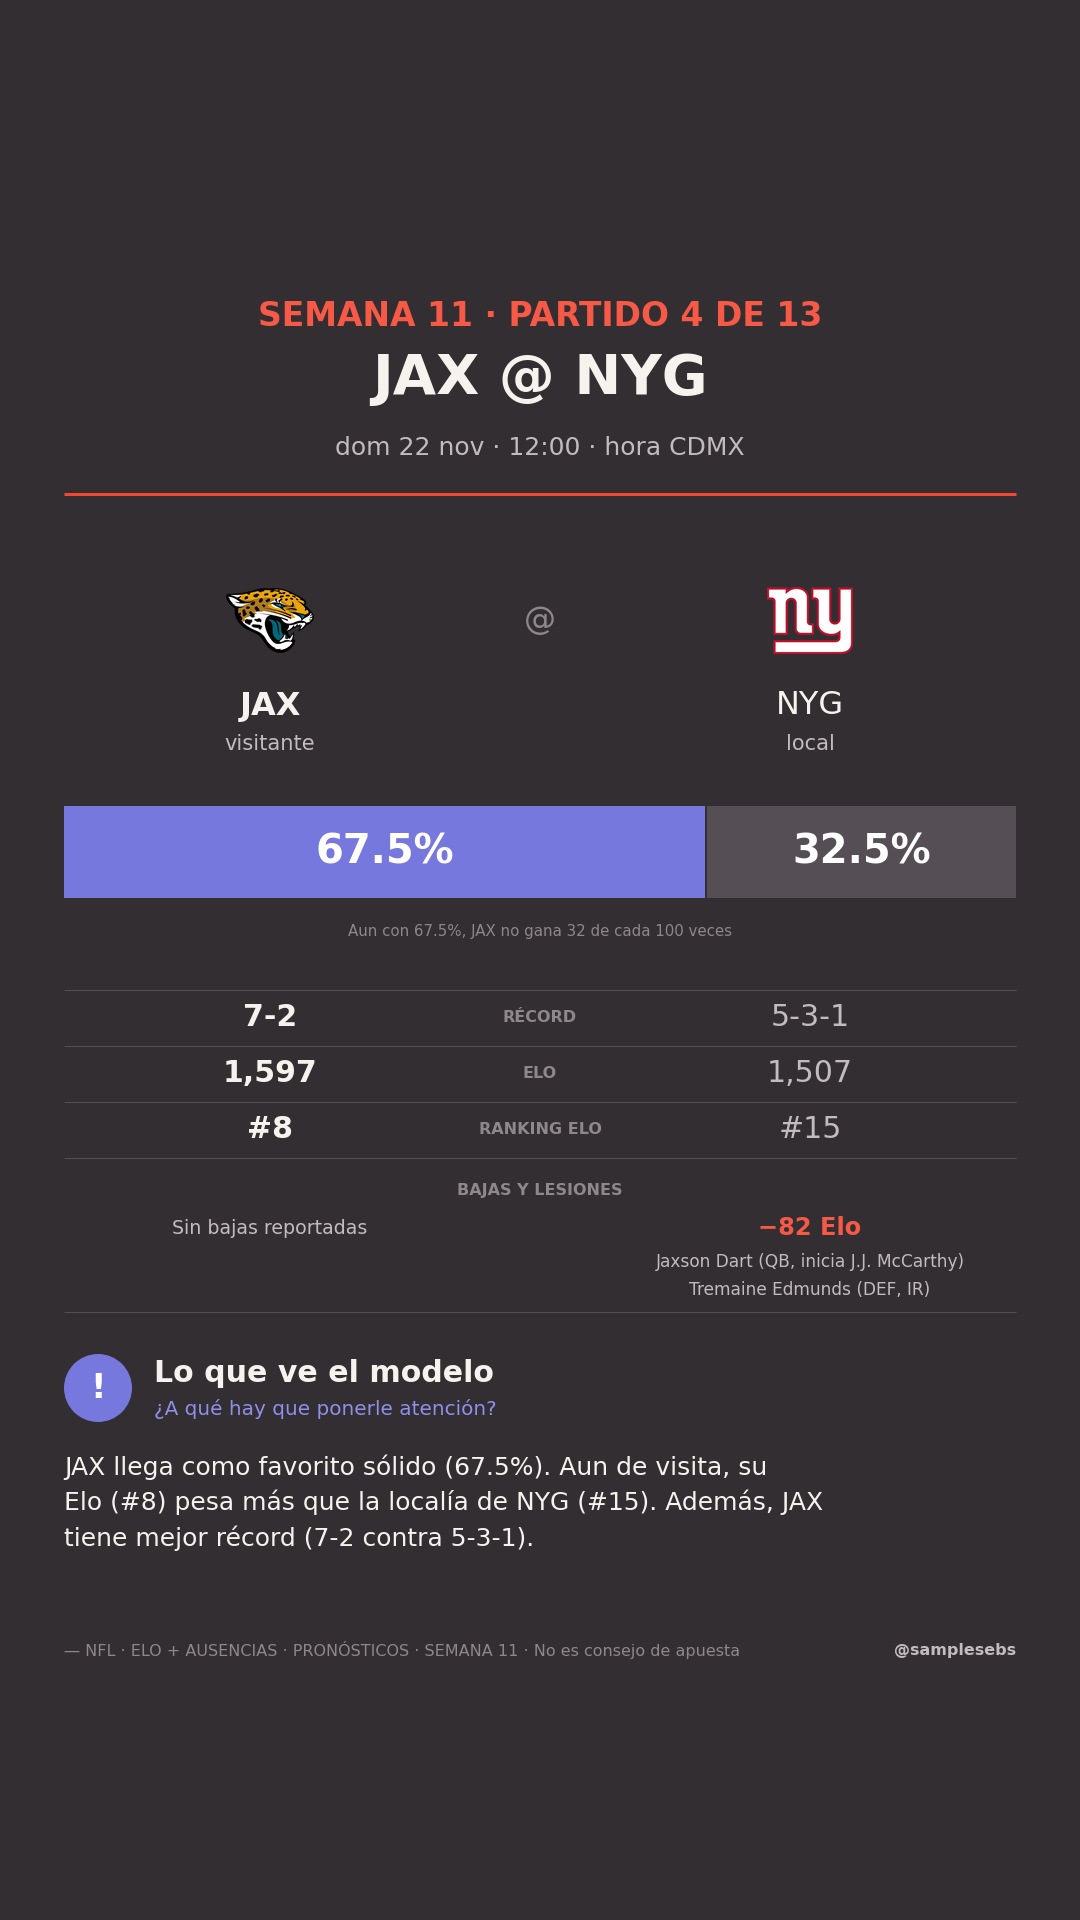 SEMANA 11 · PARTIDO 4 DE 13
JAX @ NYG
dom 22 nov · 12:00 · hora CDMX
@
ny
JAX
NYG
visitante
local
67.5%
32.5%
Aun con 67.5%, JAX no gana 32 de cada 100 veces
7-2 RÉCORD 5-3-1
1,597 ELO 1,507
#8 RANKING ELO #15
BAJAS Y LESIONES
Sin bajas reportadas
−82 Elo
Jaxson Dart (QB, inicia J.J. McCarthy)
Tremaine Edmunds (DEF, IR)
!
Lo que ve el modelo
¿A qué hay que ponerle atención?
JAX llega como favorito sólido (67.5%). Aun de visita, su
Elo (#8) pesa más que la localía de NYG (#15). Además, JAX
tiene mejor récord (7-2 contra 5-3-1).
— NFL · ELO + AUSENCIAS · PRONÓSTICOS · SEMANA 11 · No es consejo de apuesta
@samplesebs